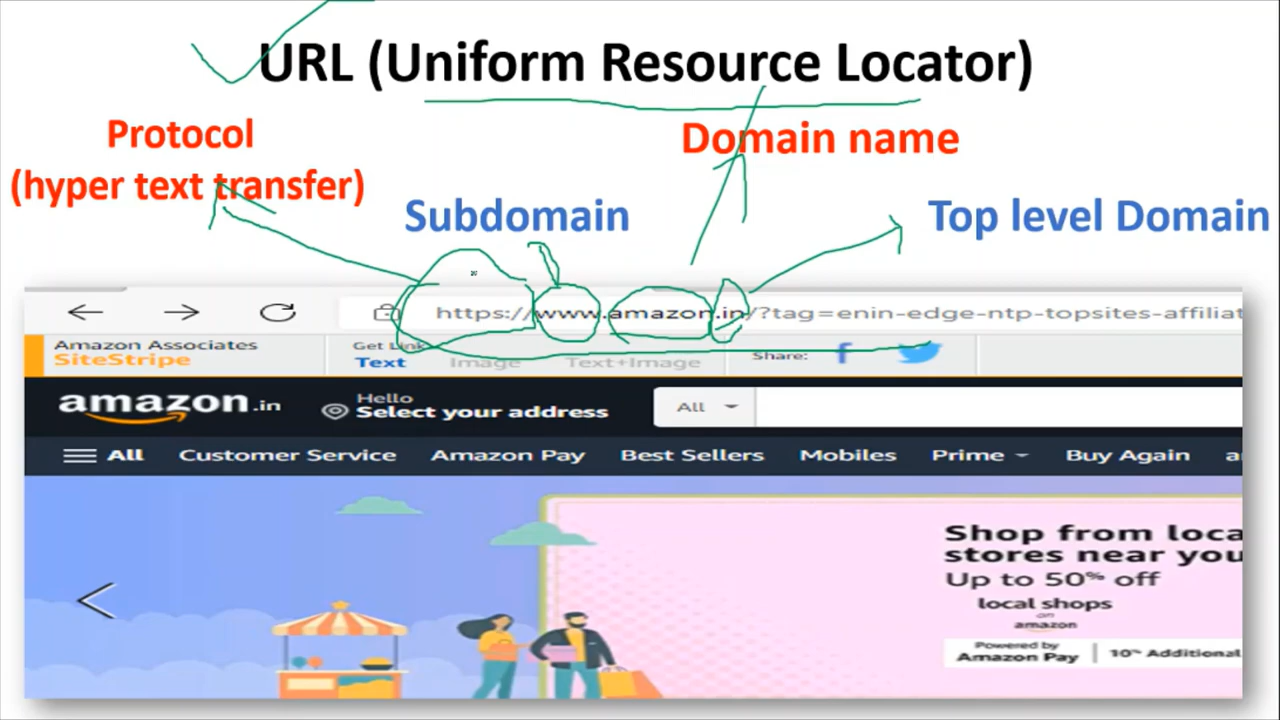 URL (Uniform Resource Locator)
Protocol
(hyper text transfer)
Domain name
Subdomain
Top level Domain
https://www.amazon.in/?tag=enin-edge-ntp-topsites-affiliat
Amazon Associates
SiteStripe
Get Link
Text Image Text+Image
Share:
amazon.in
Hello
Select your address
All
All Customer Service Amazon Pay Best Sellers Mobiles Prime Buy Again a
Shop from loca
stores near you
Up to 50% off
local shops
on
amazon
Powered by
Amazon Pay
10% Additional